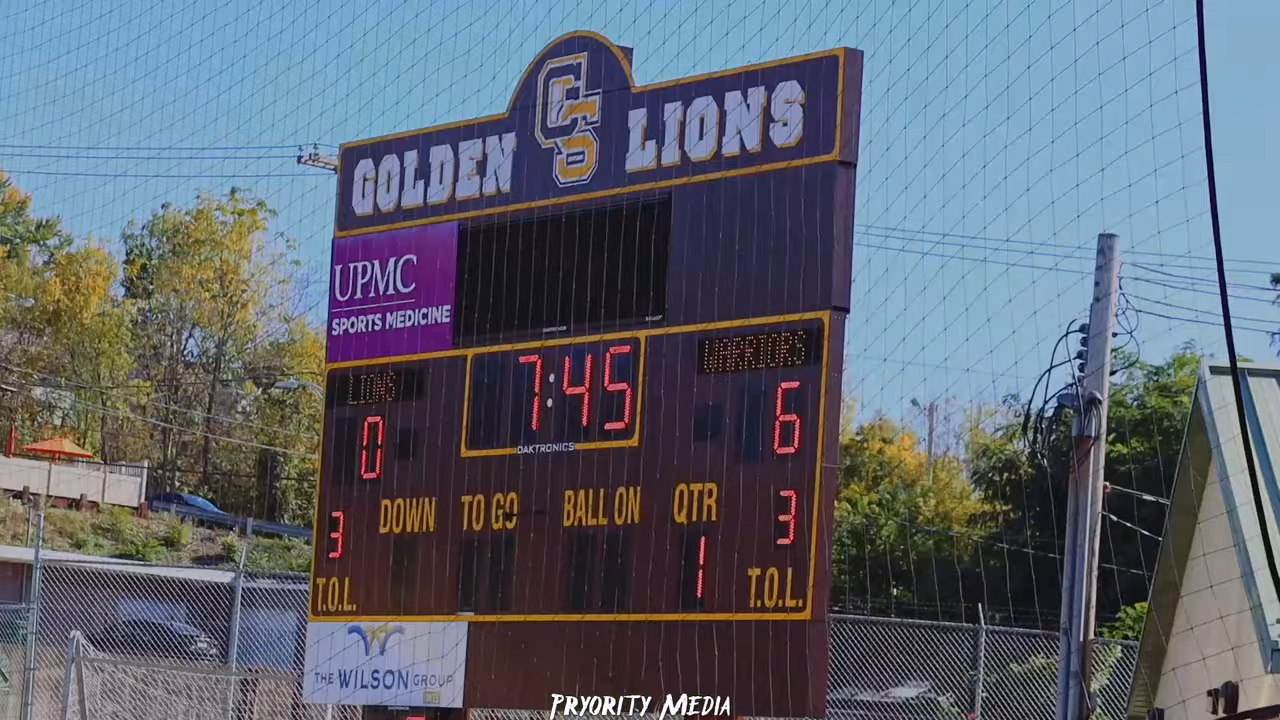 GOLDEN GS LIONS
UPMC
SPORTS MEDICINE
LIONS
7:45
WARRIORS
0
6
DAKTRONICS
DOWN TO GO BALL ON QTR
3
1
3
T.O.L.
T.O.L.
THE WILSON GROUP
PRYORITY MEDIA